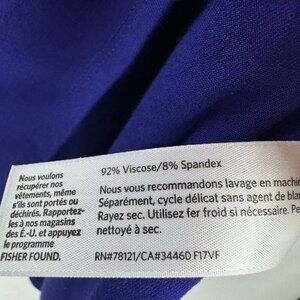 Nous voulons
récupérer nos
vêtements, même
s'ils sont portés ou
déchirés. Rapportez-
les à nos magasins
des É.-U. et appuyez
le programme
FISHER FOUND.
92% Viscose/8% Spandex
Nous vous recommandons lavage en machin
Séparément, cycle délicat sans agent de bla
Rayez sec. Utilisez fer froid si nécessaire. Pe
nettoyé à sec.
RN#78121/CA#34460 F17VF